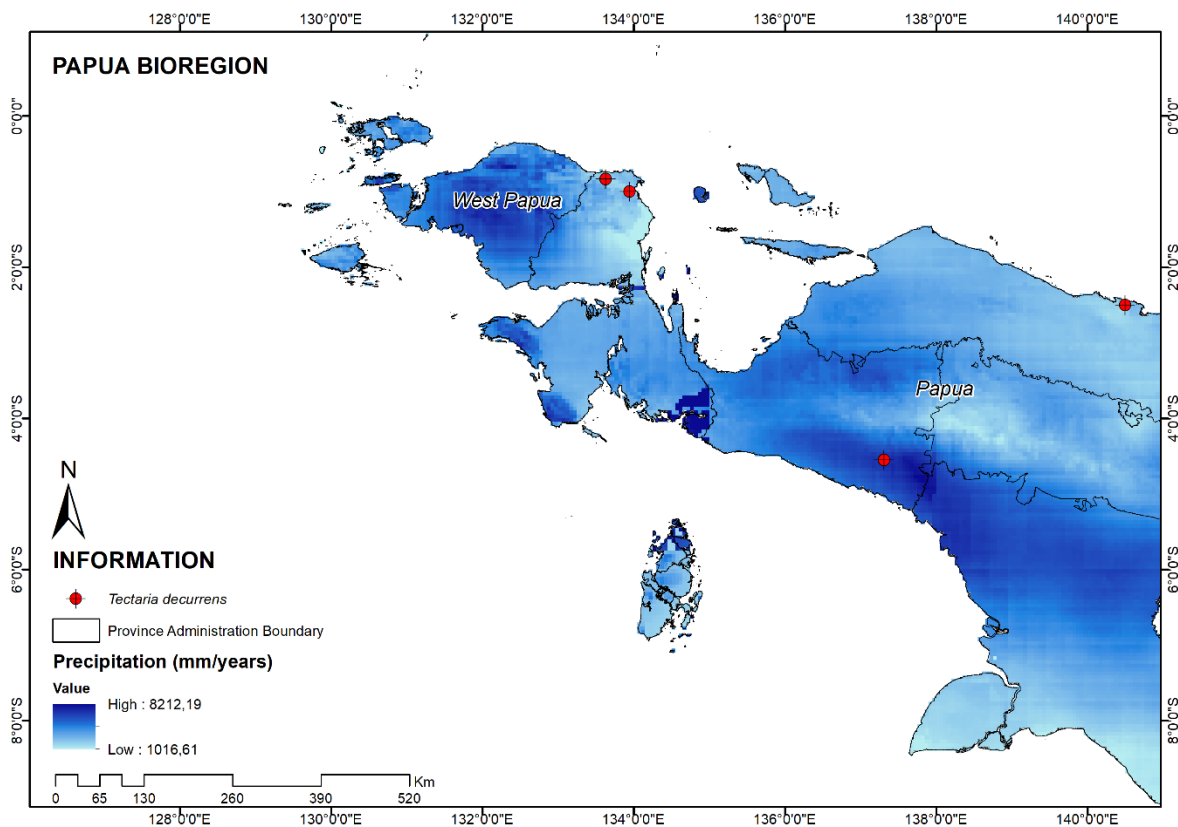 128°0'0"E 130°0'0"E 132°0'0"E 134°0'0"E 136°0'0"E 138°0'0"E 140°0'0"E
PAPUA BIOREGION
0°0'0" 0°0'0"
West Papua
2°0'0"S 2°0'0"S
Papua
4°0'0"S 4°0'0"S
N
INFORMATION
6°0'0"S 6°0'0"S
Tectaria decurrens
Province Administration Boundary
Precipitation (mm/years)
Value
High : 8212,19
8°0'0"S 8°0'0"S
Low : 1016,61
Km
0 65 130 260 390 520
128°0'0"E 130°0'0"E 132°0'0"E 134°0'0"E 136°0'0"E 138°0'0"E 140°0'0"E